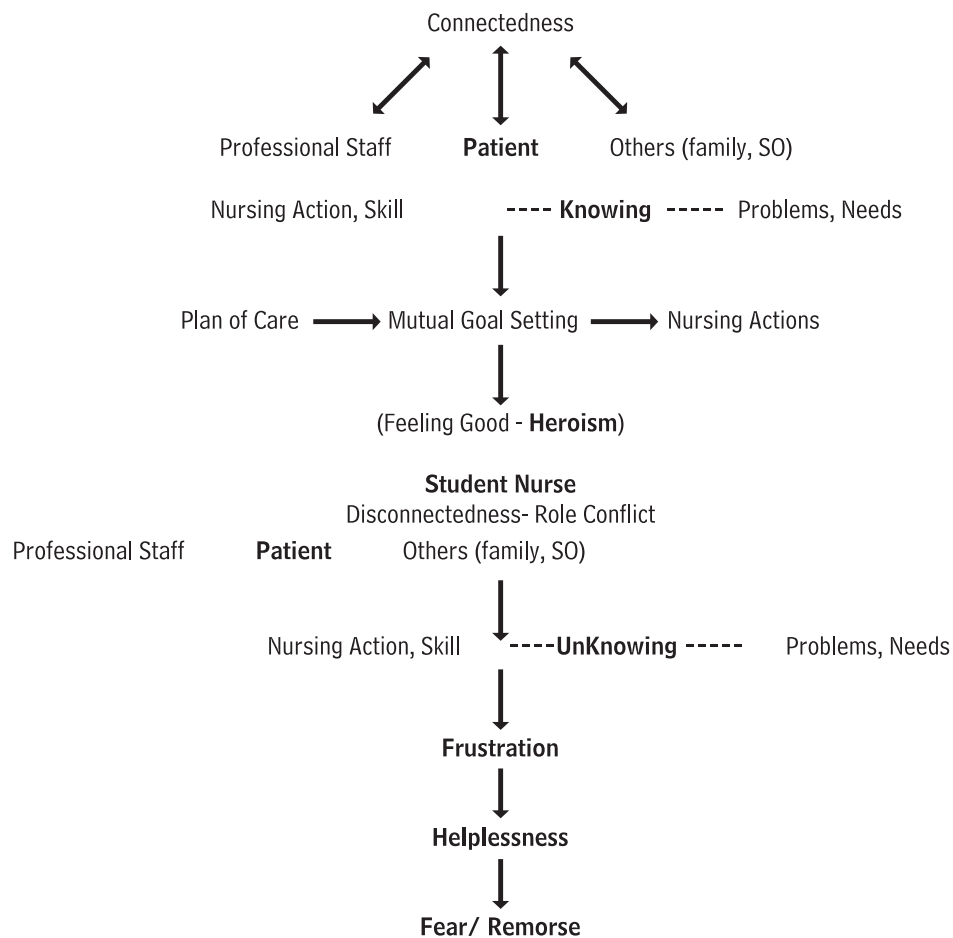 Connectedness
Professional Staff Patient Others (family, SO)
Nursing Action, Skill ---- Knowing ----- Problems, Needs
Plan of Care Mutual Goal Setting Nursing Actions
(Feeling Good - Heroism)
Student Nurse
Disconnectedness- Role Conflict
Professional Staff Patient Others (family, SO)
Nursing Action, Skill ----UnKnowing ----- Problems, Needs
Frustration
Helplessness
Fear/ Remorse